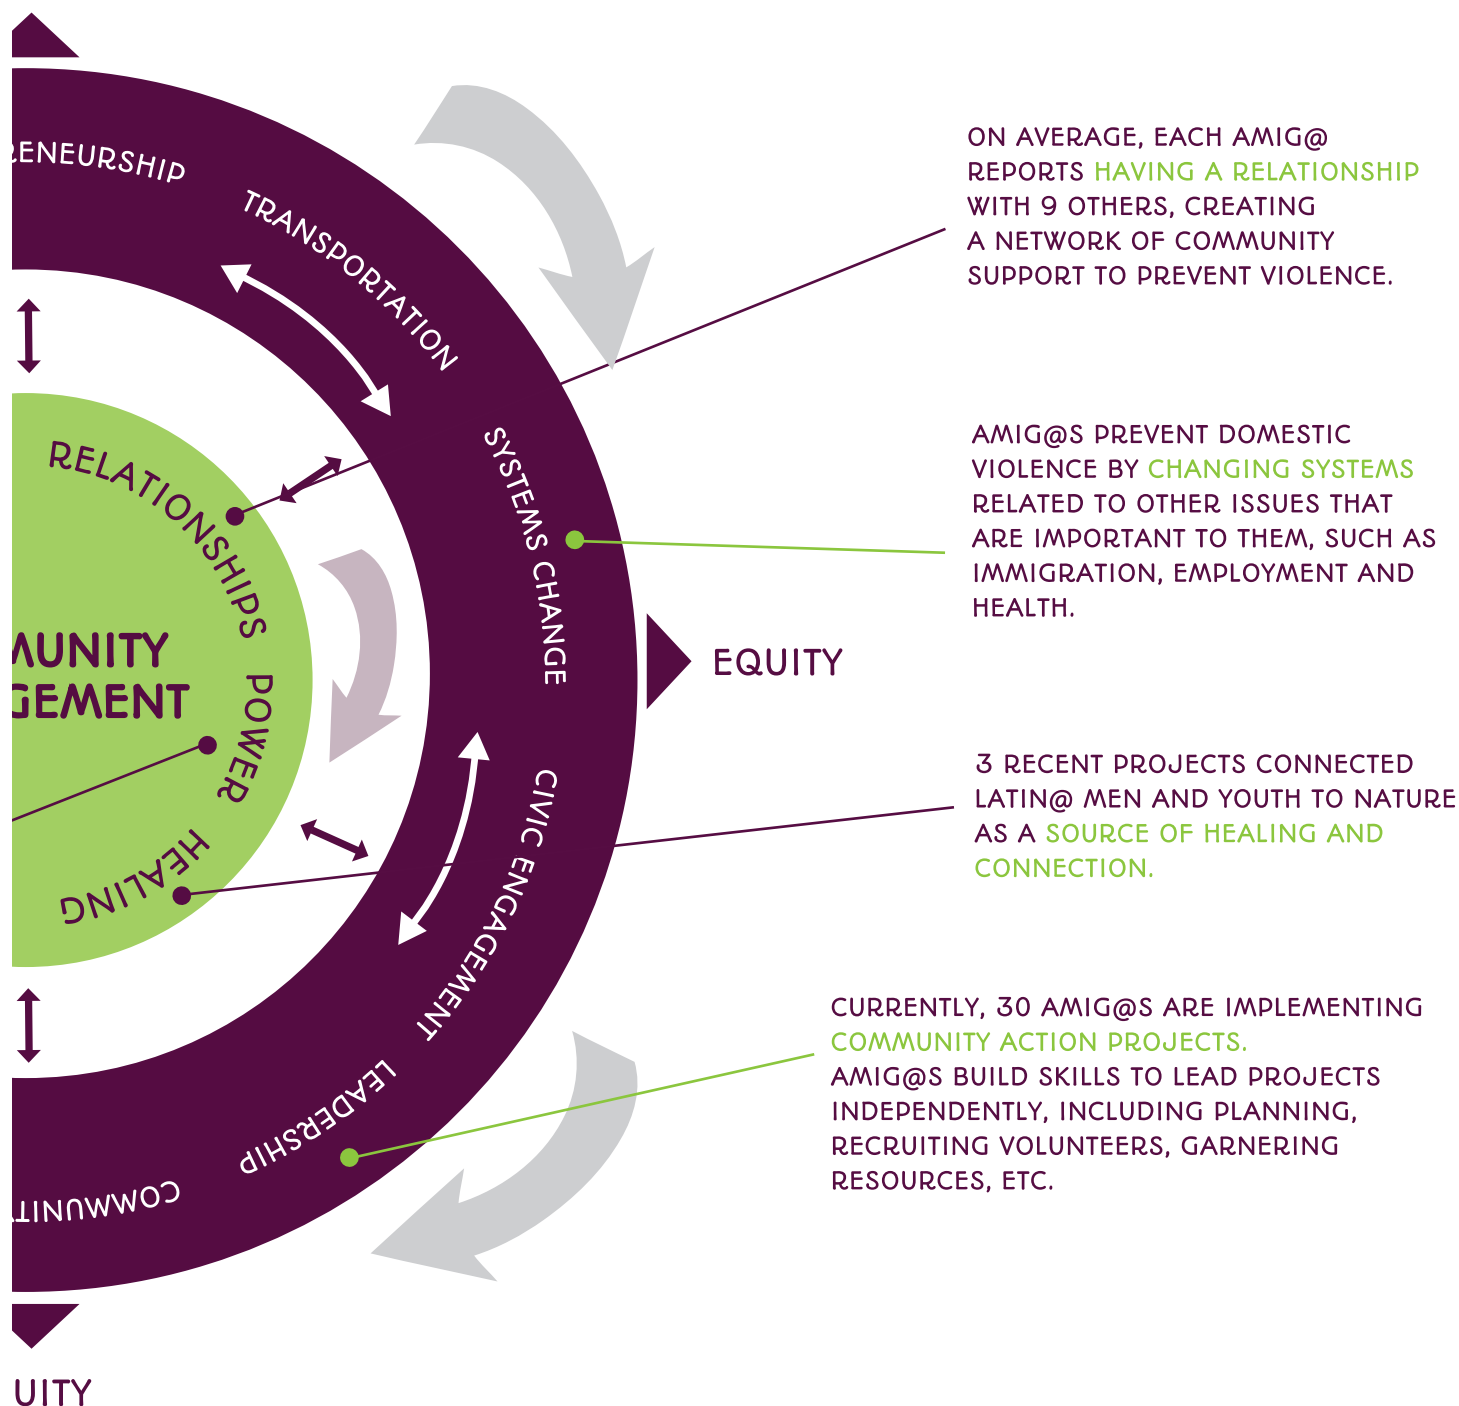 RENEURSHIP
TRANSPORTATION
SYSTEMS CHANGE
CIVIC ENGAGEMENT
LEADERSHIP
COMMUNIT
RELATIONSHIPS
POWER
HEALING
MUNITY
GEMENT
EQUITY
UITY
ON AVERAGE, EACH AMIG@
REPORTS HAVING A RELATIONSHIP
WITH 9 OTHERS, CREATING
A NETWORK OF COMMUNITY
SUPPORT TO PREVENT VIOLENCE.
AMIG@S PREVENT DOMESTIC
VIOLENCE BY CHANGING SYSTEMS
RELATED TO OTHER ISSUES THAT
ARE IMPORTANT TO THEM, SUCH AS
IMMIGRATION, EMPLOYMENT AND
HEALTH.
3 RECENT PROJECTS CONNECTED
LATIN@ MEN AND YOUTH TO NATURE
AS A SOURCE OF HEALING AND
CONNECTION.
CURRENTLY, 30 AMIG@S ARE IMPLEMENTING
COMMUNITY ACTION PROJECTS.
AMIG@S BUILD SKILLS TO LEAD PROJECTS
INDEPENDENTLY, INCLUDING PLANNING,
RECRUITING VOLUNTEERS, GARNERING
RESOURCES, ETC.